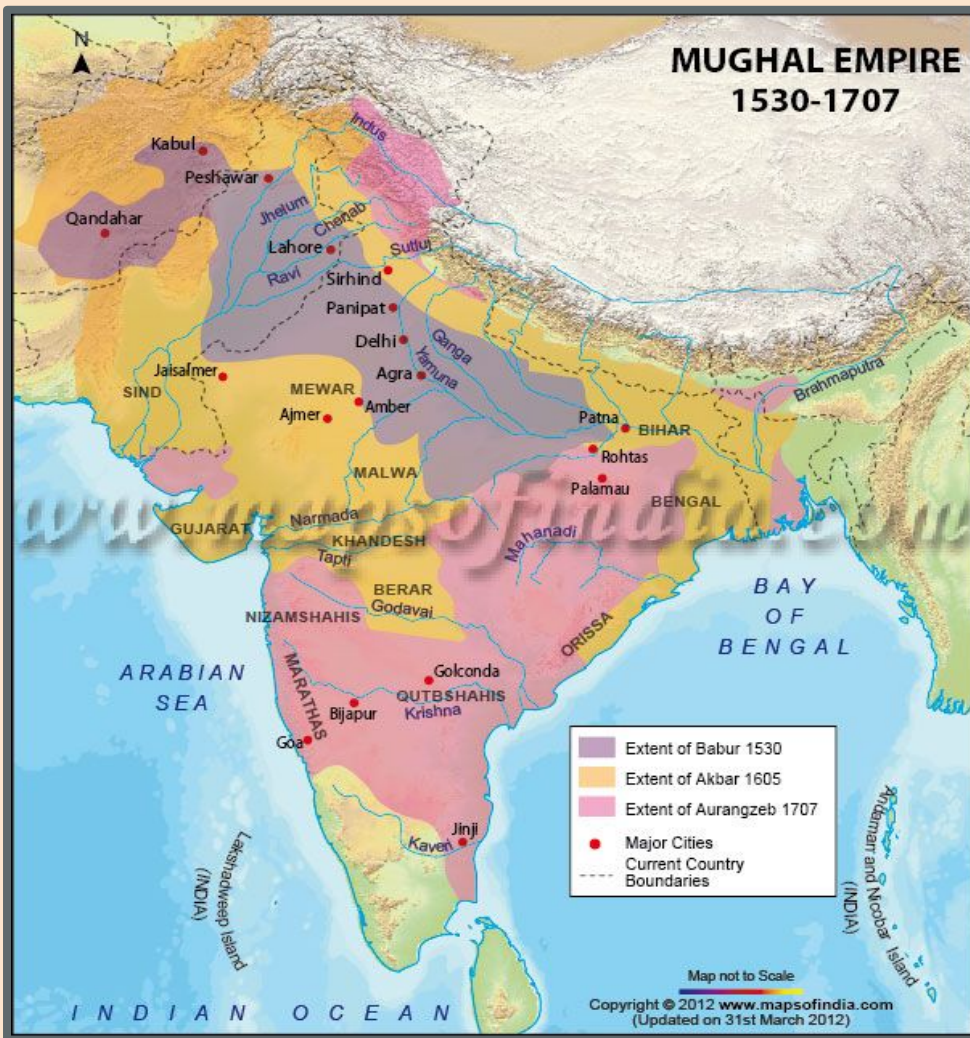 MUGHAL EMPIRE
1530-1707
N
Indus
Kabul
Peshawar
Jhelum
Chenab
Qandahar
Lahore
Sutluj
Ravi
Sirhind
Panipat
Delhi
Ganga
Yamuna
Jaisalmer
Agra
SIND
MEWAR
Amber
Ajmer
Brahmaputra
Patna
BIHAR
Rohtas
MALWA
Palamau
BENGAL
www.mapsofindia.com
GUJARAT
Narmada
KHANDESH
Tapti
Mahanadi
BERAR
Godavai
NIZAMSHAHIS
ORISSA
BAY
OF
BENGAL
ARABIAN
SEA
MARATHAS
Golconda
QUTBSHAHIS
Bijapur
Krishna
Goa
Extent of Babur 1530
Extent of Akbar 1605
Extent of Aurangzeb 1707
Major Cities
Current Country
Boundaries
Jinji
Kaveri
Lakshadweep Island
(INDIA)
Andamarr and Nicobar Island
(INDIA)
Map not to Scale
Copyright © 2012 www.mapsofindia.com
(Updated on 31st March 2012)
INDIAN OCEAN